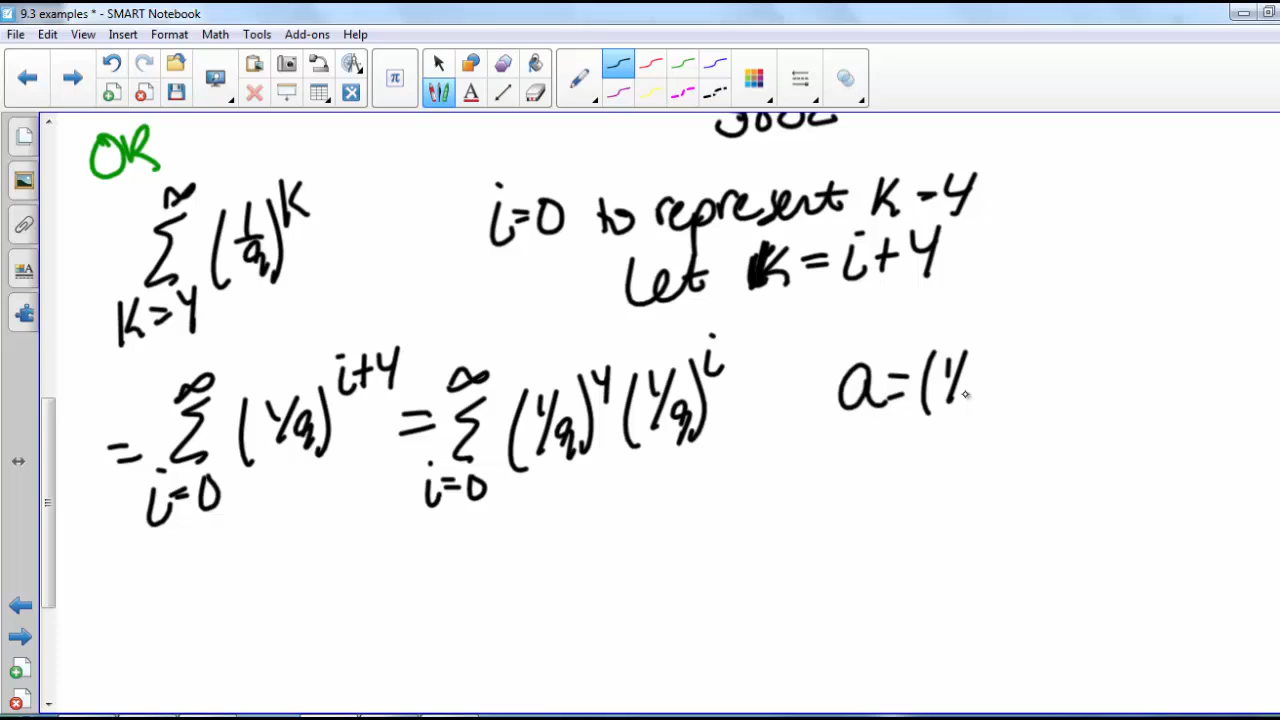 9.3 examples * - SMART Notebook
File Edit View Insert Format Math Tools Add-ons Help
π
A
OR
∞
Σ (1/9)^K
K=4
i=0 to represent K=4
Let K = i+4
= ∞ Σ i=0 (1/9)^i+4 = ∞ Σ i=0 (1/9)^4 (1/9)^i
a=(1/